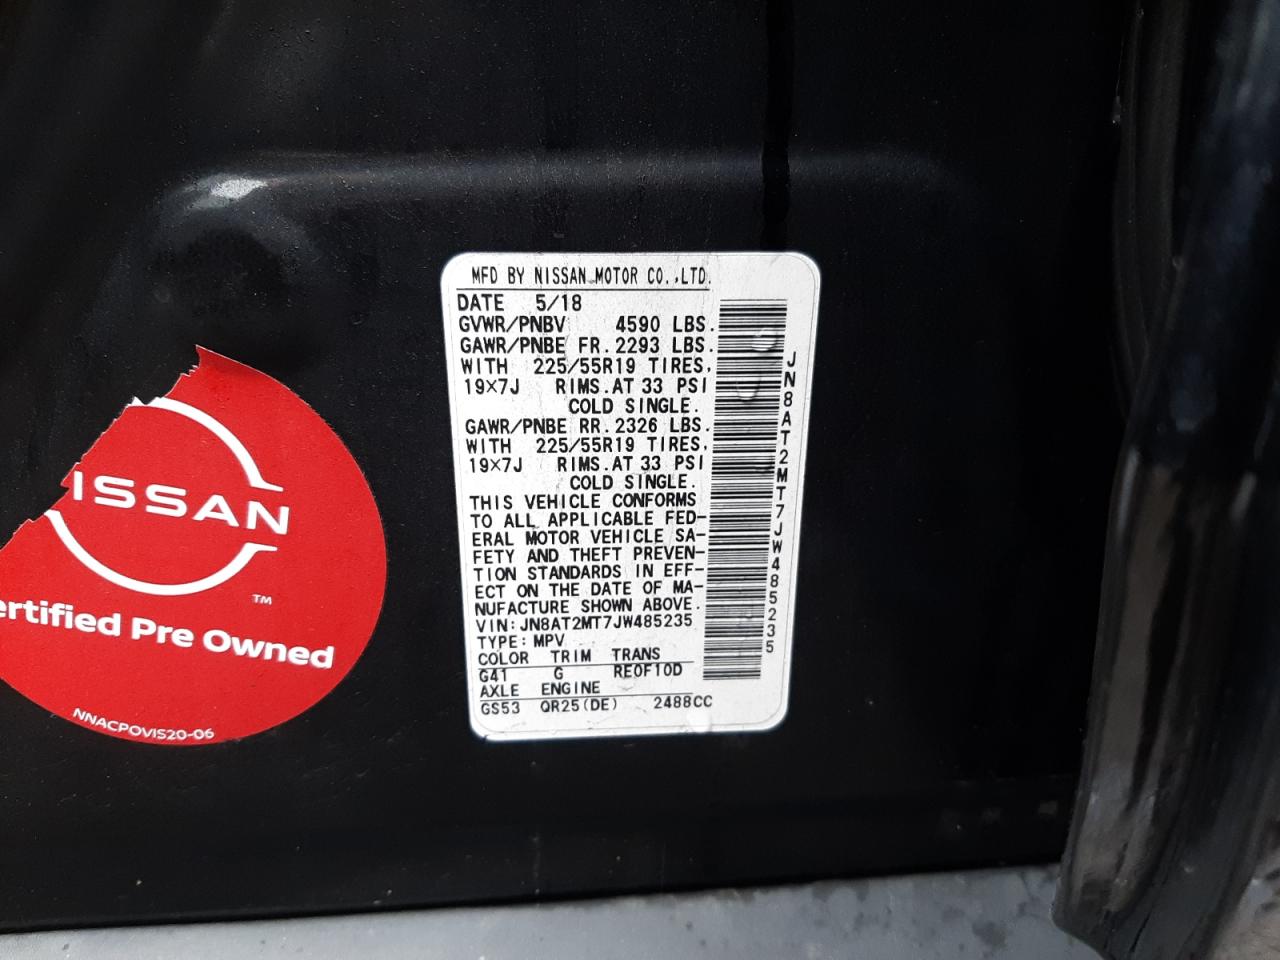 MFD BY NISSAN MOTOR CO.,LTD.
DATE 5/18
GVWR/PNBV 4590 LBS.
GAWR/PNBE FR. 2293 LBS.
WITH 225/55R19 TIRES,
19×7J RIMS.AT 33 PSI
COLD SINGLE.
GAWR/PNBE RR. 2326 LBS.
WITH 225/55R19 TIRES,
19×7J RIMS.AT 33 PSI
COLD SINGLE.
THIS VEHICLE CONFORMS
TO ALL APPLICABLE FED-
ERAL MOTOR VEHICLE SA-
FETY AND THEFT PREVEN-
TION STANDARDS IN EFF-
ECT ON THE DATE OF MA-
NUFACTURE SHOWN ABOVE.
VIN:JN8AT2MT7JW485235
TYPE:MPV
COLOR TRIM TRANS
G41 G RE0F10D
AXLE ENGINE
GS53 QR25(DE) 2488CC
JN8AT2MT7JW485235
ISSAN
TM
ertified Pre Owned
NNACPOVIS20-06